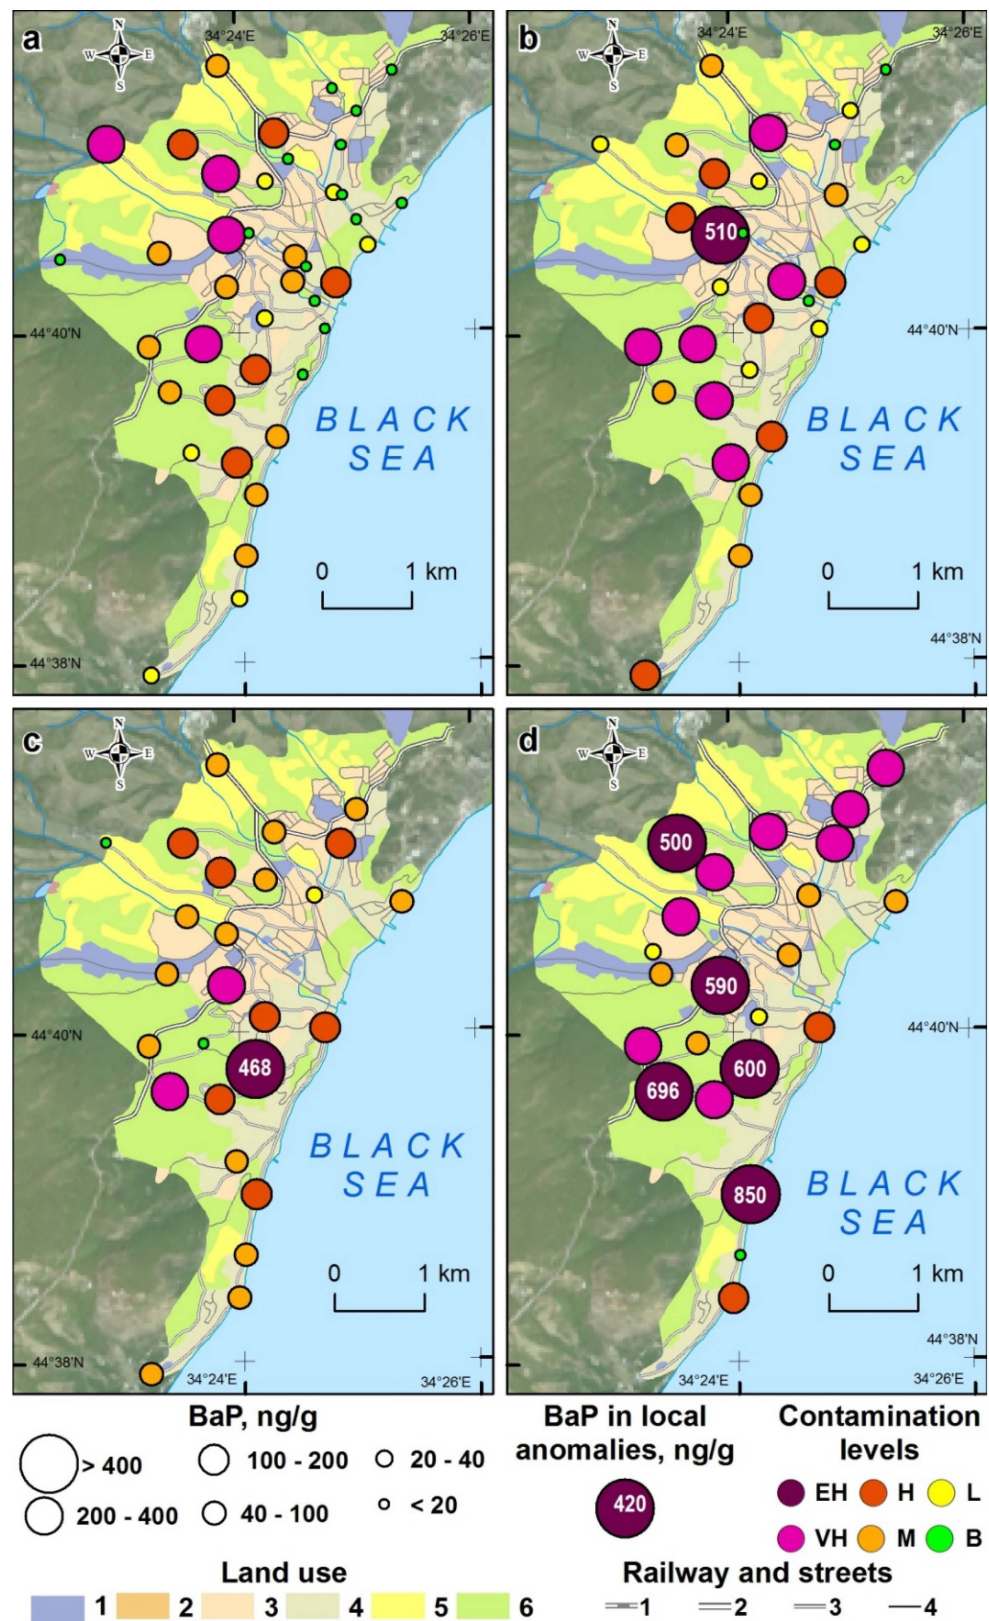 a
N
W
E
S
34°24'E
34°26'E
44°40'N
BLACK
SEA
0
1 km
44°38'N
b
N
W
E
S
34°24'E
34°26'E
510
44°40'N
BLACK
SEA
0
1 km
44°38'N
c
N
W
E
S
44°40'N
468
BLACK
SEA
0
1 km
44°38'N
34°24'E
34°26'E
d
N
W
E
S
500
590
44°40'N
600
696
850
BLACK
SEA
0
1 km
44°38'N
34°24'E
34°26'E
BaP, ng/g
> 400
100 - 200
20 - 40
200 - 400
40 - 100
< 20
BaP in local
anomalies, ng/g
420
Contamination
levels
EH
H
L
VH
M
B
Land use
1
2
3
4
5
6
Railway and streets
1
2
3
4